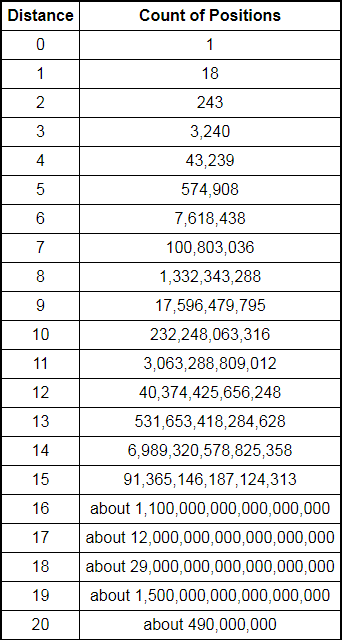 Distance Count of Positions
0 1
1 18
2 243
3 3,240
4 43,239
5 574,908
6 7,618,438
7 100,803,036
8 1,332,343,288
9 17,596,479,795
10 232,248,063,316
11 3,063,288,809,012
12 40,374,425,656,248
13 531,653,418,284,628
14 6,989,320,578,825,358
15 91,365,146,187,124,313
16 about 1,100,000,000,000,000,000
17 about 12,000,000,000,000,000,000
18 about 29,000,000,000,000,000,000
19 about 1,500,000,000,000,000,000
20 about 490,000,000